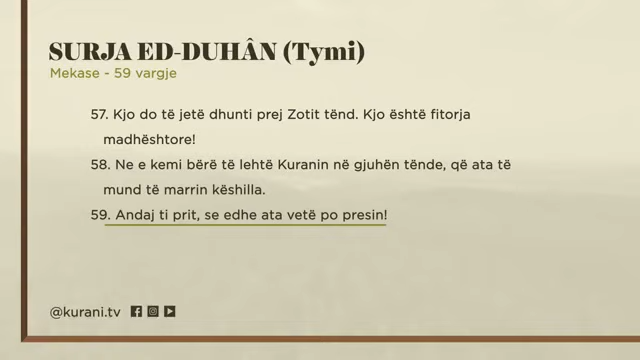 SURJA ED-DUHÂN (Tymi)
Mekase - 59 vargje
57. Kjo do të jetë dhunti prej Zotit tënd. Kjo është fitorja
madhështore!
58. Ne e kemi bërë të lehtë Kuranin në gjuhën tënde, që ata të
mund të marrin këshilla.
59. Andaj ti prit, se edhe ata vetë po presin!
@kurani.tv